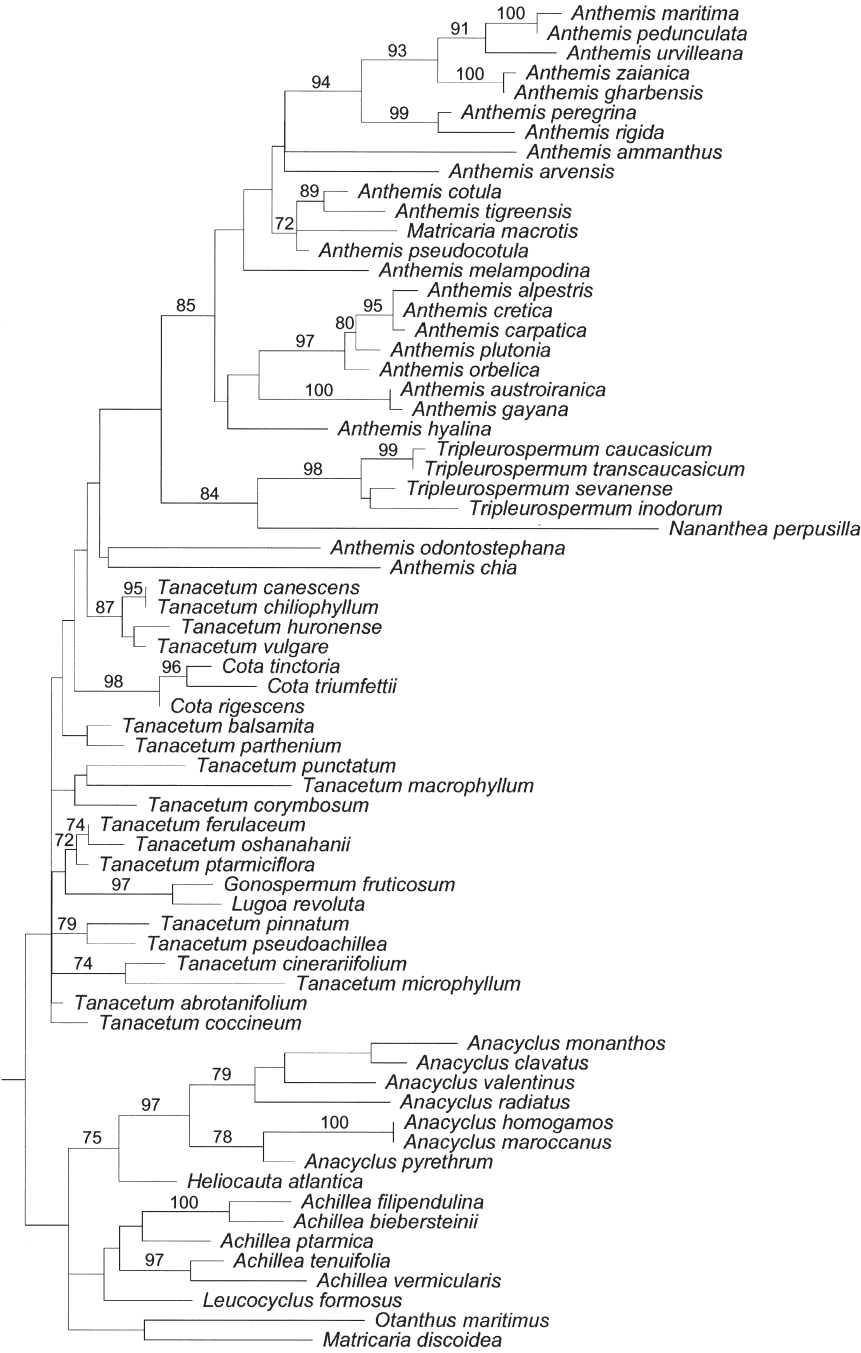 100 Anthemis maritima
91 Anthemis pedunculata
93 Anthemis urvilleana
100 Anthemis zaianica
94 Anthemis gharbensis
99 Anthemis peregrina
Anthemis rigida
Anthemis ammanthus
Anthemis arvensis
89 Anthemis cotula
Anthemis tigreensis
72 Matricaria macrotis
Anthemis pseudocotula
Anthemis melampodina
Anthemis alpestris
85 95 Anthemis cretica
80 Anthemis carpatica
97 Anthemis plutonia
Anthemis orbelica
100 Anthemis austroiranica
Anthemis gayana
Anthemis hyalina
99 Tripleurospermum caucasicum
98 Tripleurospermum transcaucasicum
84 Tripleurospermum sevanense
Tripleurospermum inodorum
Nananthea perpusilla
Anthemis odontostephana
Anthemis chia
95 Tanacetum canescens
87 Tanacetum chiliophyllum
Tanacetum huronense
Tanacetum vulgare
96 Cota tinctoria
98 Cota triumfettii
Cota rigescens
Tanacetum balsamita
Tanacetum parthenium
Tanacetum punctatum
Tanacetum macrophyllum
Tanacetum corymbosum
74 Tanacetum ferulaceum
72 Tanacetum oshanahanii
Tanacetum ptarmiciflora
97 Gonospermum fruticosum
Lugoa revoluta
79 Tanacetum pinnatum
Tanacetum pseudoachillea
74 Tanacetum cinerariifolium
Tanacetum microphyllum
Tanacetum abrotanifolium
Tanacetum coccineum
Anacyclus monanthos
Anacyclus clavatus
79 Anacyclus valentinus
97 Anacyclus radiatus
100 Anacyclus homogamos
75 78 Anacyclus maroccanus
Anacyclus pyrethrum
Heliocauta atlantica
100 Achillea filipendulina
Achillea biebersteinii
Achillea ptarmica
97 Achillea tenuifolia
Achillea vermicularis
Leucocyclus formosus
Otanthus maritimus
Matricaria discoidea